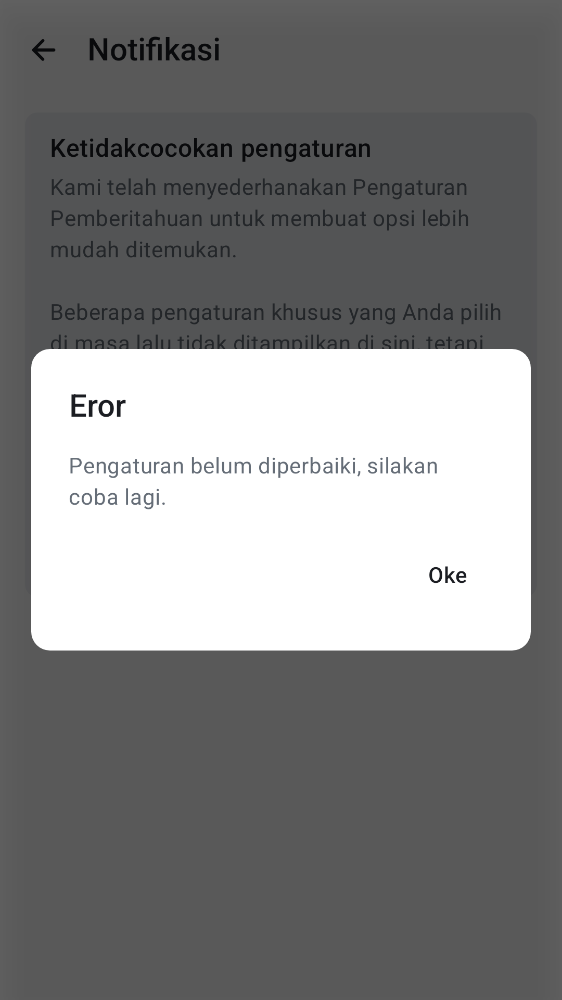 Notifikasi
Ketidakcocokan pengaturan
Kami telah menyederhanakan Pengaturan
Pemberitahuan untuk membuat opsi lebih
mudah ditemukan.
Beberapa pengaturan khusus yang Anda pilih
di masa lalu tidak ditampilkan di sini, tetapi
Eror
Pengaturan belum diperbaiki, silakan
coba lagi.
Oke